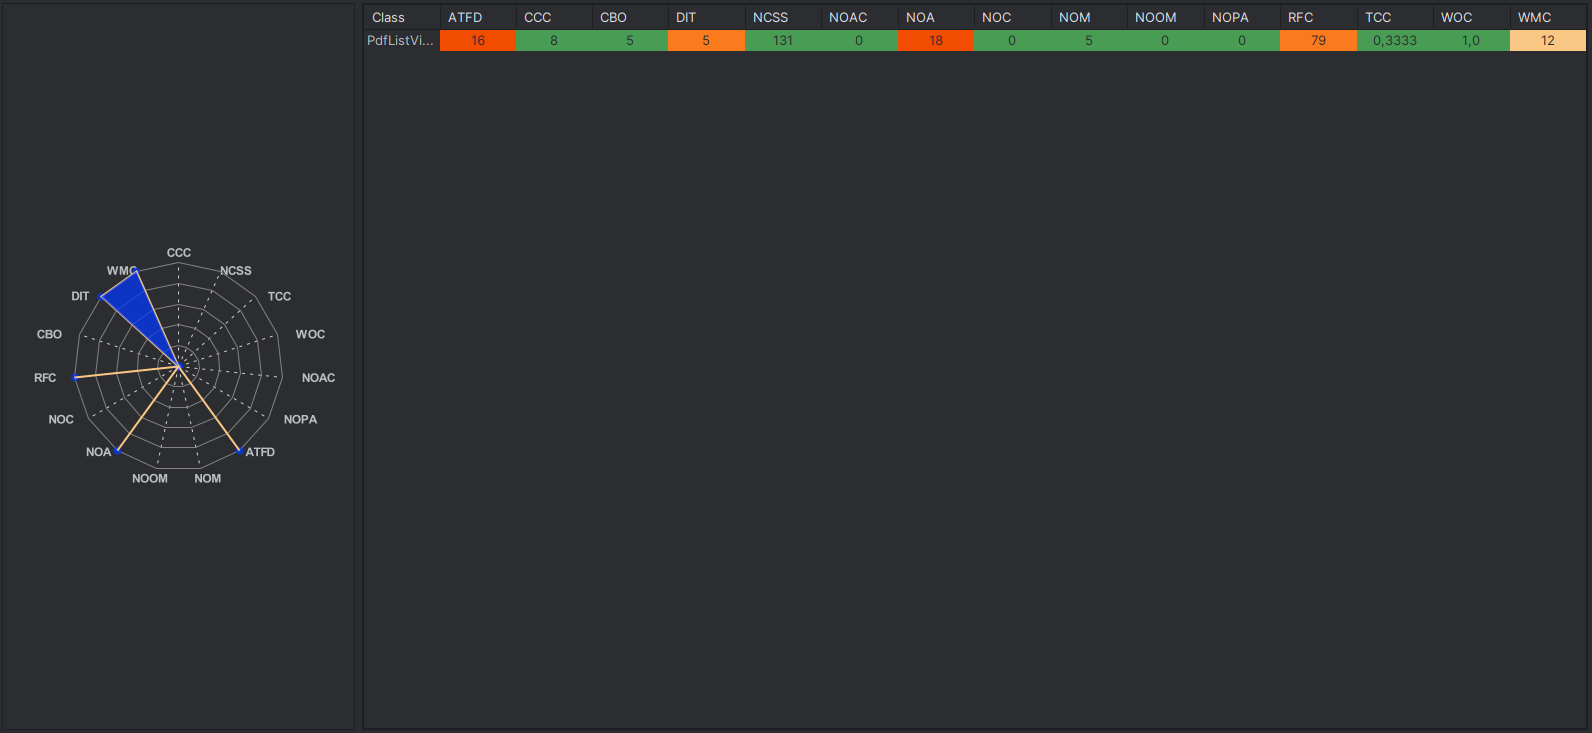 Class ATFD CCC CBO DIT NCSS NOAC NOA NOC NOM NOOM NOPA RFC TCC WOC WMC
PdfListVi... 16 8 5 5 131 0 18 0 5 0 0 79 0,3333 1,0 12
CCC
WMC NCSS
DIT TCC
CBO WOC
RFC NOAC
NOC NOPA
NOA ATFD
NOOM NOM